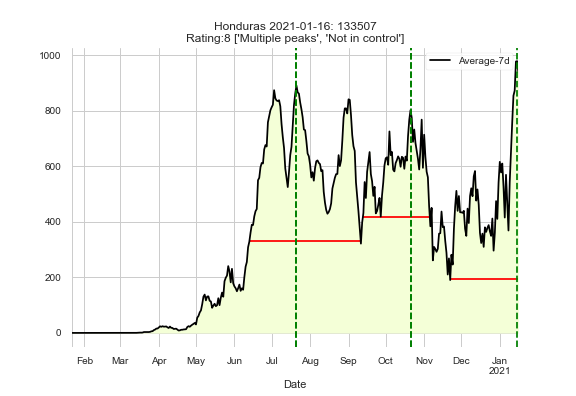 Honduras 2021-01-16: 133507
Rating:8 ['Multiple peaks', 'Not in control']
1000
Average-7d
800
600
400
200
0
Feb Mar Apr May Jun Jul Aug Sep Oct Nov Dec Jan
2021
Date